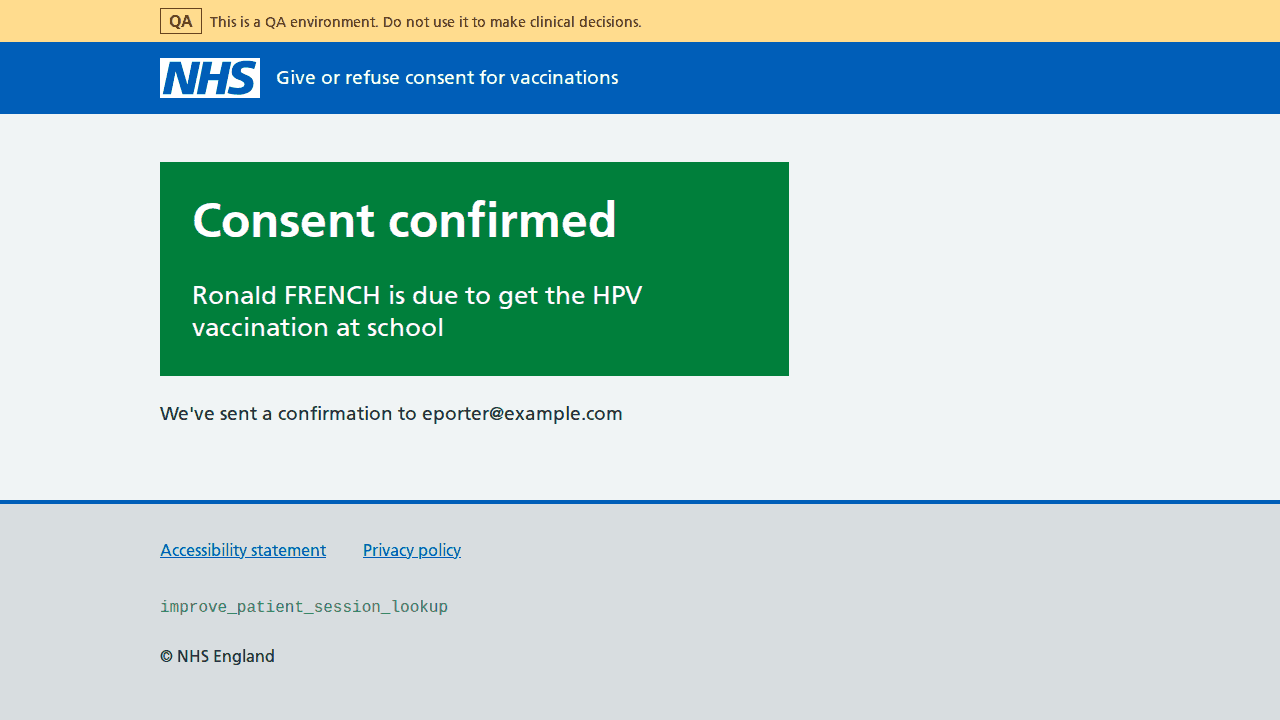 QA This is a QA environment. Do not use it to make clinical decisions.
NHS Give or refuse consent for vaccinations
Consent confirmed
Ronald FRENCH is due to get the HPV
vaccination at school
We've sent a confirmation to eporter@example.com
Accessibility statement Privacy policy
improve_patient_session_lookup
© NHS England